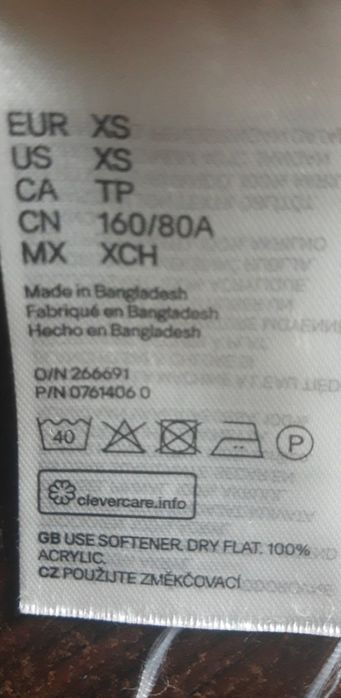 EUR XS
US XS
CA TP
CN 160/80A
MX XCH
Made in Bangladesh
Fabriqué en Bangladesh
Hecho en Bangladesh
O/N 266691
P/N 0761406 0
40 P
clevercare.info
GB USE SOFTENER. DRY FLAT. 100%
ACRYLIC.
CZ POUŽIJTE ZMĚKČOVACÍ